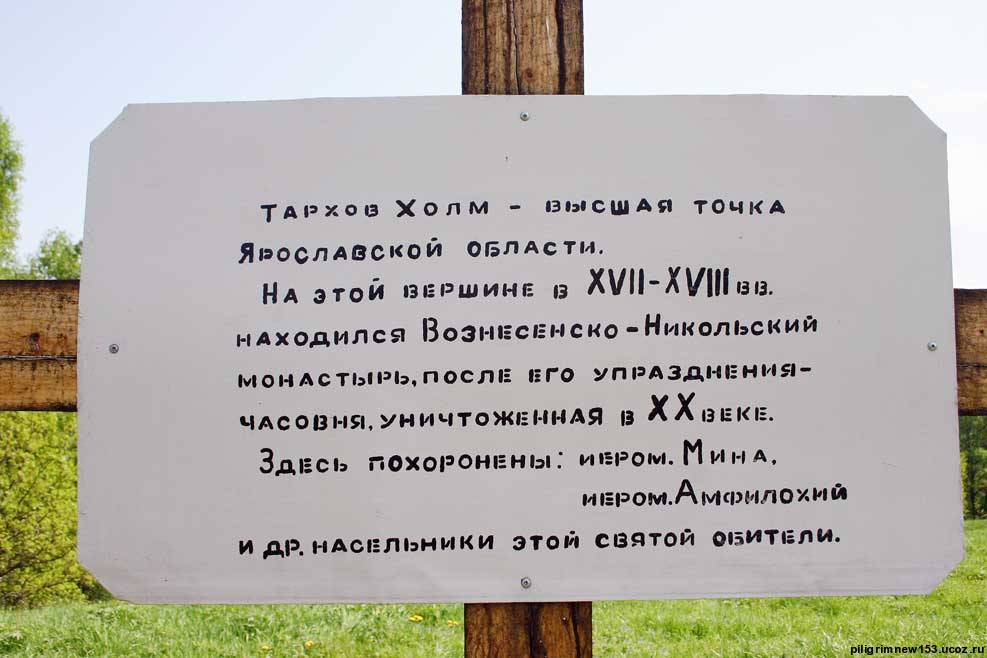 Тархов Холм - высшая точка
Ярославской области.
На этой вершине в XVII-XVIII вв.
находился Вознесенско-Никольский
монастырь, после его упразднения-
часовня, уничтоженная в XX веке.
Здесь похоронены: иером. Мина,
иером. Амфилохий
и др. насельники этой святой обители.
piligrimnew153.ucoz.ru